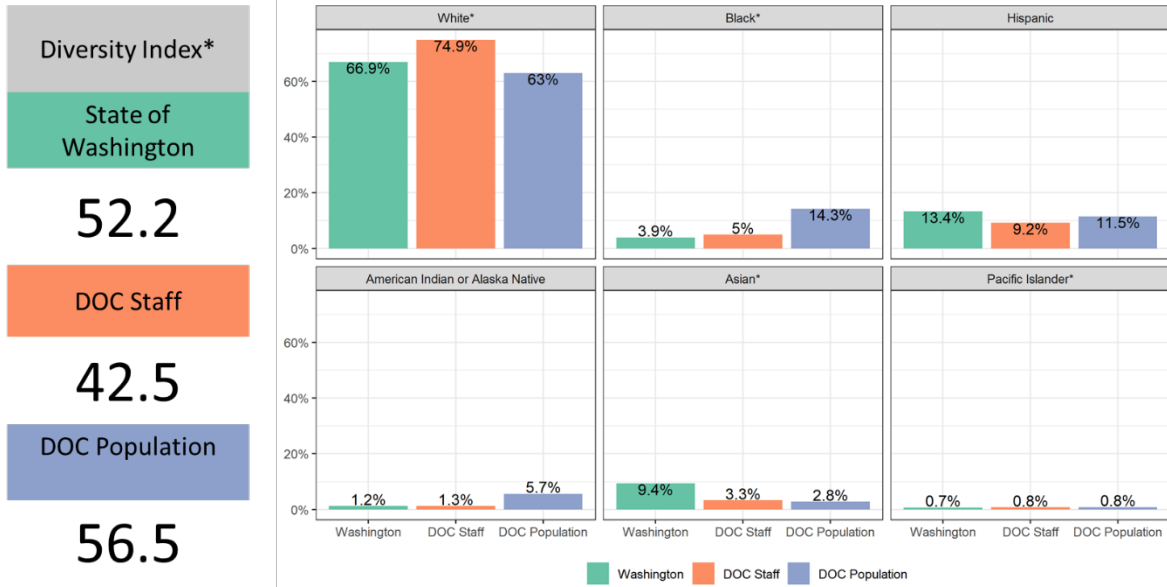 Diversity Index*
State of
Washington
52.2
DOC Staff
42.5
DOC Population
56.5
White* Black* Hispanic
60%
40%
20%
0%
66.9% 74.9% 63%
3.9% 5% 14.3%
13.4% 9.2% 11.5%
American Indian or Alaska Native Asian* Pacific Islander*
60%
40%
20%
0%
1.2% 1.3% 5.7%
9.4% 3.3% 2.8%
0.7% 0.8% 0.8%
Washington DOC Staff DOC Population Washington DOC Staff DOC Population Washington DOC Staff DOC Population
Washington DOC Staff DOC Population